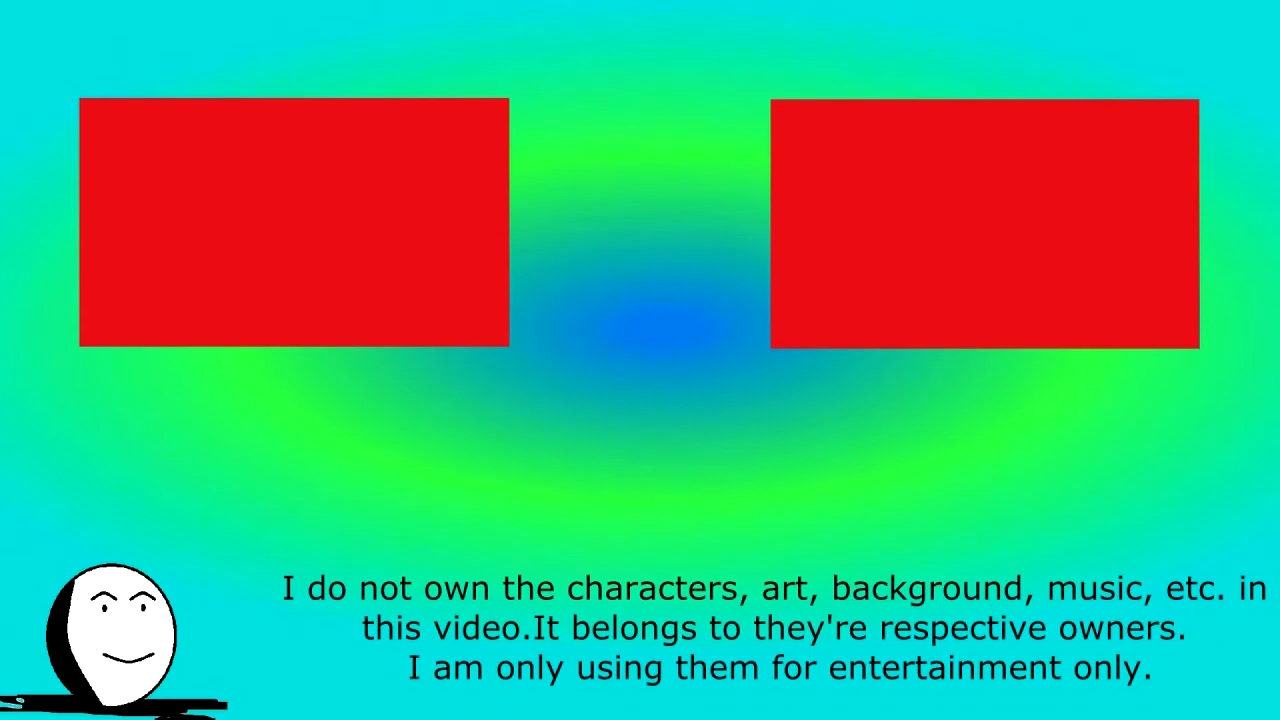 I do not own the characters, art, background, music, etc. in
this video.It belongs to they're respective owners.
I am only using them for entertainment only.